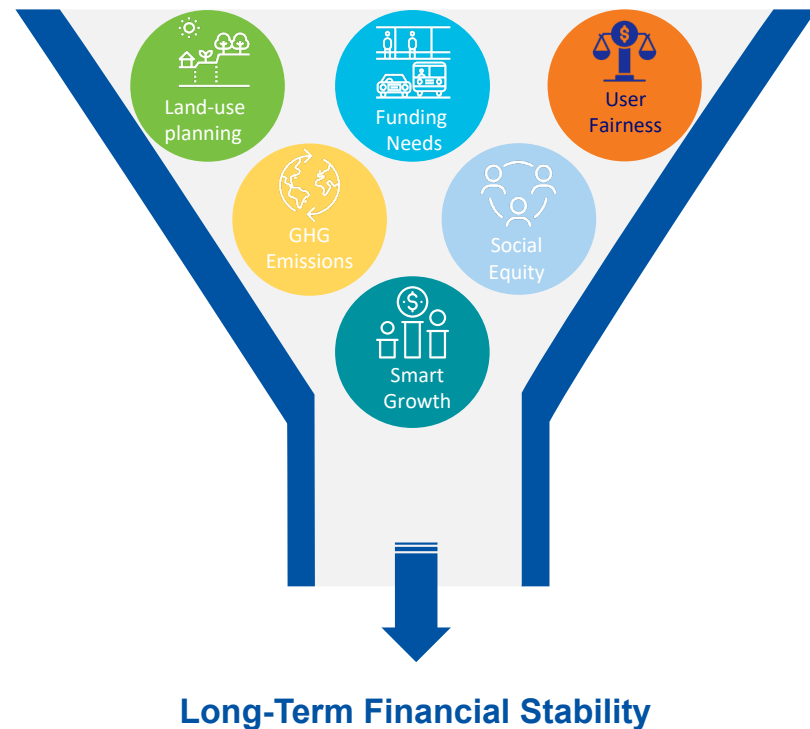 Land-use
planning
Funding
Needs
$
User
Fairness
GHG
Emissions
Social
Equity
$
Smart
Growth
Long-Term Financial Stability